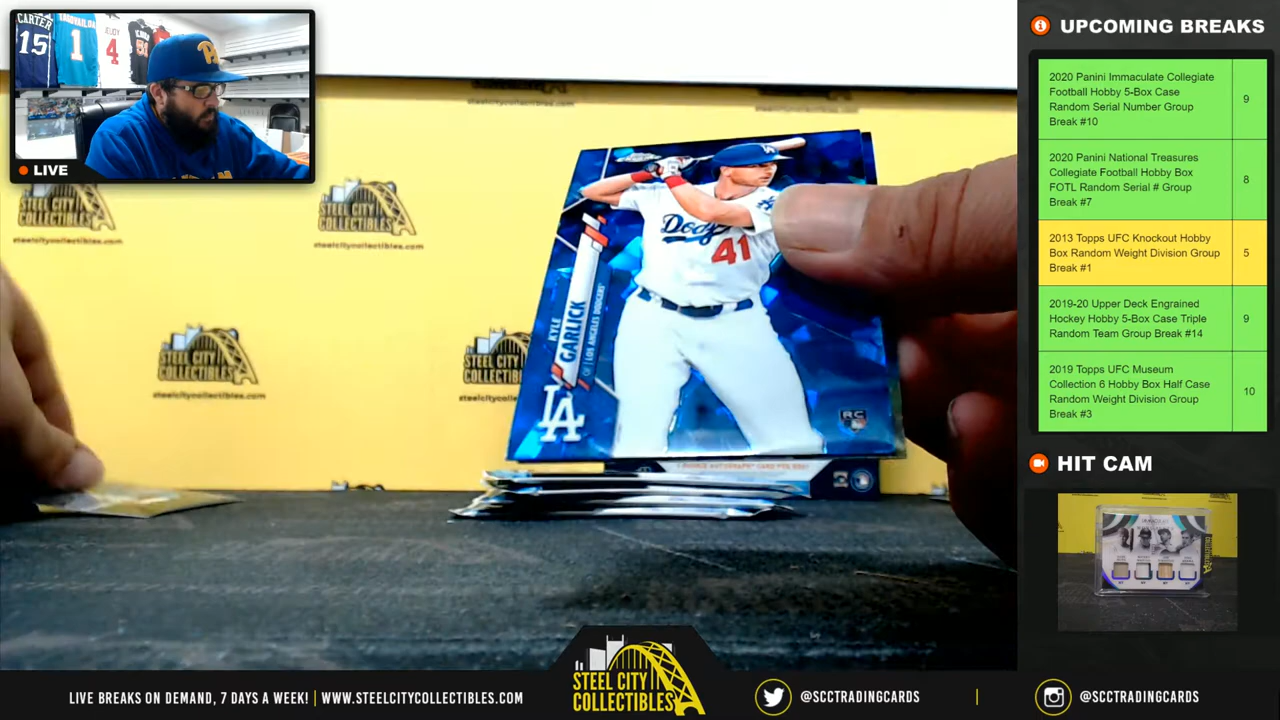 CARTER
15
1
4
LIVE
STEEL CITY
COLLECTIBLES
steelcitycollectibles.com
STEEL CITY
COLLECTIBLES
steelcitycollectibles.com
STEEL CITY
COLLECTIBLES
steelcitycollectibles.com
Dodg
41
KYLE
GARLICK
OF | LOS ANGELES DODGERS
LA
RC
UPCOMING BREAKS
2020 Panini Immaculate Collegiate
Football Hobby 5-Box Case
Random Serial Number Group
Break #10
9
2020 Panini National Treasures
Collegiate Football Hobby Box
FOTL Random Serial # Group
Break #7
8
2013 Topps UFC Knockout Hobby
Box Random Weight Division Group
Break #1
5
2019-20 Upper Deck Engrained
Hockey Hobby 5-Box Case Triple
Random Team Group Break #14
9
2019 Topps UFC Museum
Collection 6 Hobby Box Half Case
Random Weight Division Group
Break #3
10
HIT CAM
LIVE BREAKS ON DEMAND, 7 DAYS A WEEK! | WWW.STEELCITYCOLLECTIBLES.COM
STEEL CITY
COLLECTIBLES
@SCCTRADINGCARDS
@SCCTRADINGCARDS